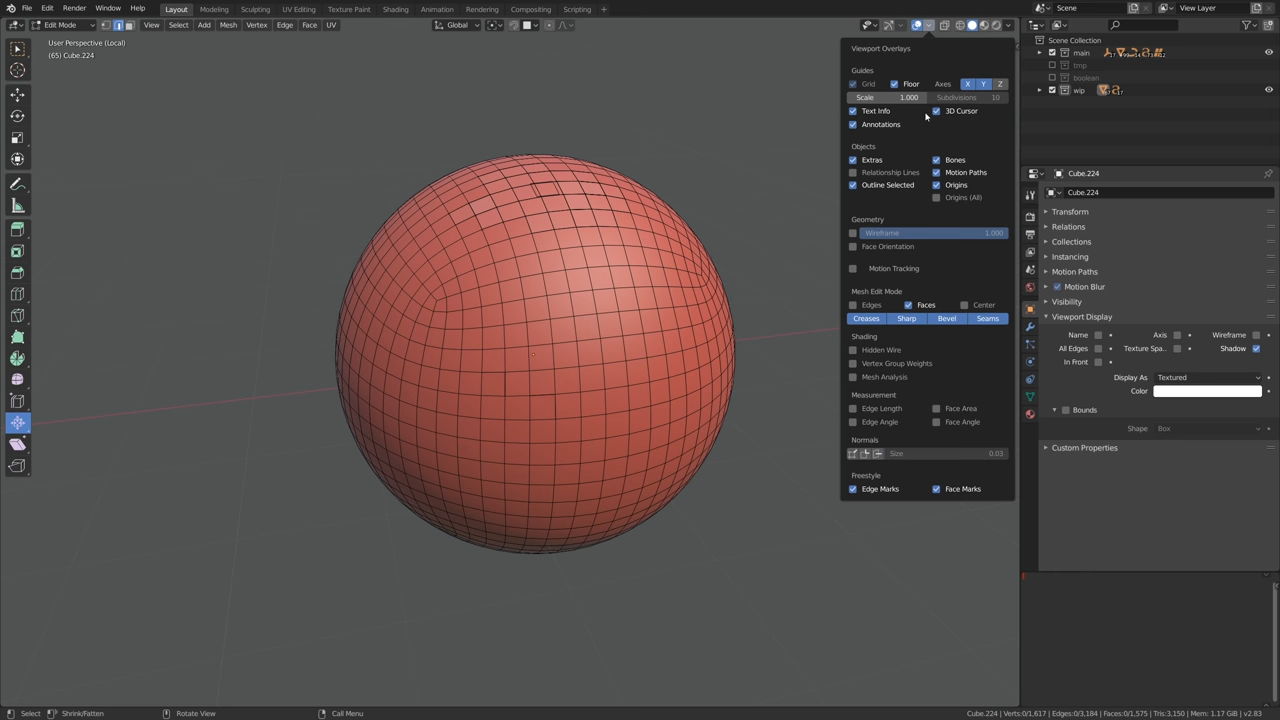 File Edit Render Window Help Layout Modeling Sculpting UV Editing Texture Paint Shading Animation Rendering Compositing Scripting + Scene View Layer
Edit Mode View Select Add Mesh Vertex Edge Face UV Global
User Perspective (Local)
(65) Cube.224
Viewport Overlays
Guides
Grid Floor Axes X Y Z
Scale 1.000 Subdivisions 10
Text Info 3D Cursor
Annotations
Objects
Extras Bones
Relationship Lines Motion Paths
Outline Selected Origins
Origins (All)
Geometry
Wireframe 1.000
Face Orientation
Motion Tracking
Mesh Edit Mode
Edges Faces Center
Creases Sharp Bevel Seams
Shading
Hidden Wire
Vertex Group Weights
Mesh Analysis
Measurement
Edge Length Face Area
Edge Angle Face Angle
Normals
Size 0.03
Freestyle
Edge Marks Face Marks
Scene Collection
main
tmp
boolean
wip
Cube.224
Cube.224
Transform
Relations
Collections
Instancing
Motion Paths
Motion Blur
Visibility
Viewport Display
Name Axis Wireframe
All Edges Texture Spa.. Shadow
In Front
Display As Textured
Color
Bounds
Shape Box
Custom Properties
Select Shrink/Fatten Rotate View Call Menu Cube.224 | Verts:0/1,617 | Edges:0/3,184 | Faces:0/1,575 | Tris:3,150 | Mem: 1.17 GiB | v2.83